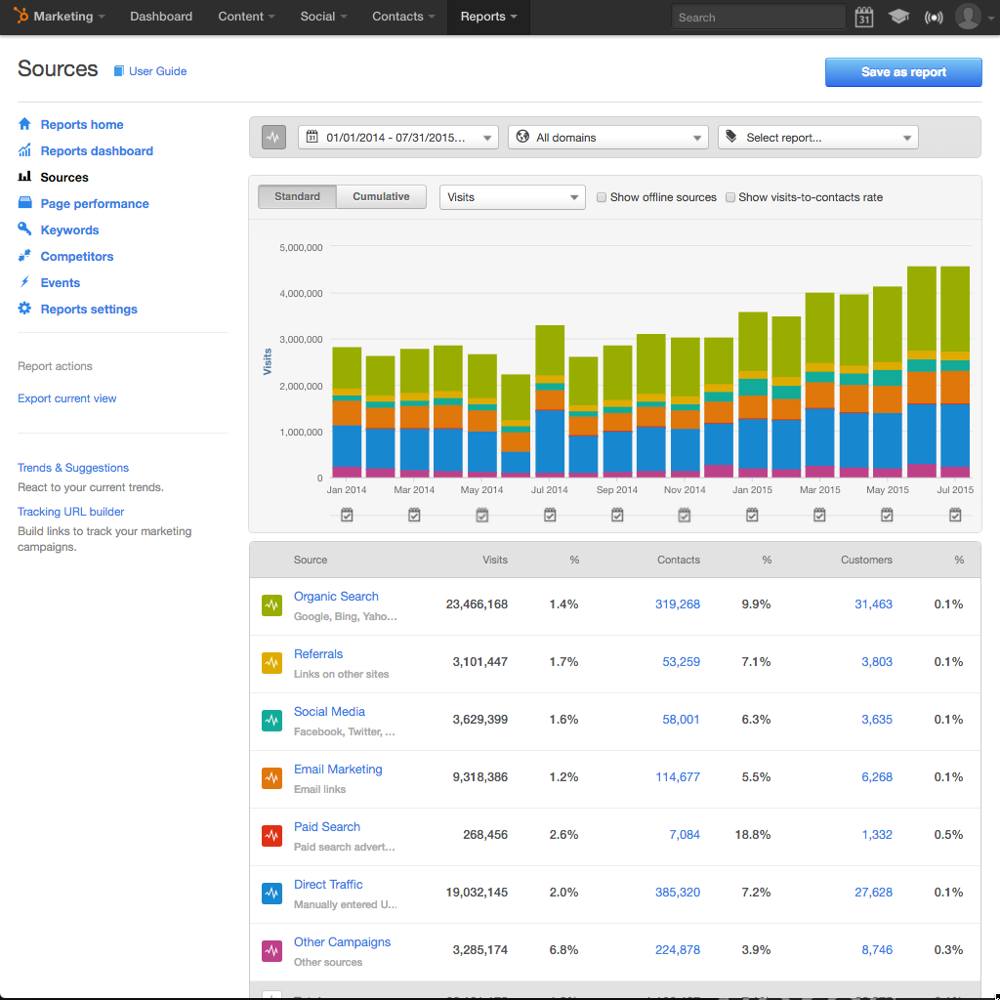 Marketing Dashboard Content Social Contacts Reports Search 31
Sources User Guide Save as report
Reports home
Reports dashboard
Sources
Page performance
Keywords
Competitors
Events
Reports settings
Report actions
Export current view
Trends & Suggestions
React to your current trends.
Tracking URL builder
Build links to track your marketing
campaigns.
31 01/01/2014 - 07/31/2015... All domains Select report...
Standard Cumulative Visits Show offline sources Show visits-to-contacts rate
5,000,000
4,000,000
3,000,000
2,000,000
1,000,000
0
Visits
Jan 2014 Mar 2014 May 2014 Jul 2014 Sep 2014 Nov 2014 Jan 2015 Mar 2015 May 2015 Jul 2015
Source Visits % Contacts % Customers %
Organic Search 23,466,168 1.4% 319,268 9.9% 31,463 0.1%
Google, Bing, Yaho...
Referrals 3,101,447 1.7% 53,259 7.1% 3,803 0.1%
Links on other sites
Social Media 3,629,399 1.6% 58,001 6.3% 3,635 0.1%
Facebook, Twitter, ...
Email Marketing 9,318,386 1.2% 114,677 5.5% 6,268 0.1%
Email links
Paid Search 268,456 2.6% 7,084 18.8% 1,332 0.5%
Paid search advert...
Direct Traffic 19,032,145 2.0% 385,320 7.2% 27,628 0.1%
Manually entered U...
Other Campaigns 3,285,174 6.8% 224,878 3.9% 8,746 0.3%
Other sources